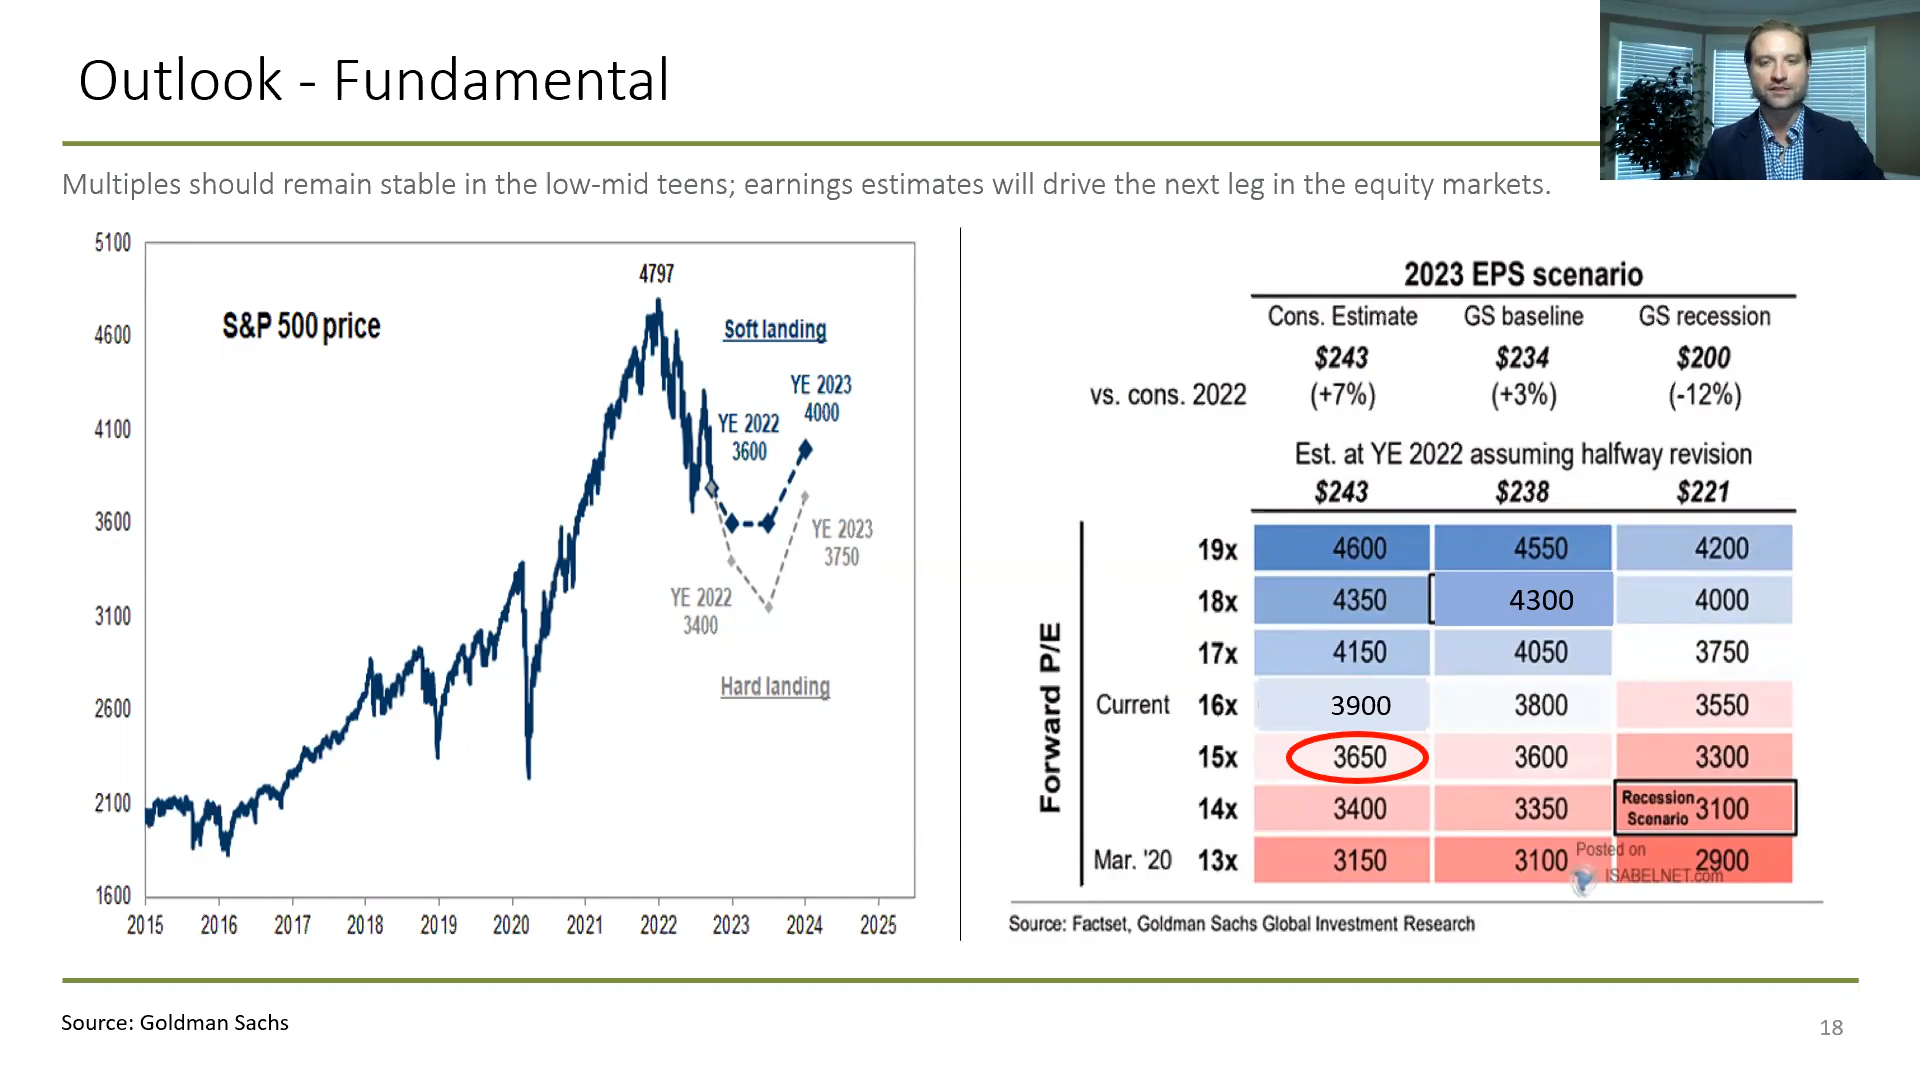 Outlook - Fundamental
Multiples should remain stable in the low-mid teens; earnings estimates will drive the next leg in the equity markets.
5100
4600
4100
3600
3100
2600
2100
1600
2015 2016 2017 2018 2019 2020 2021 2022 2023 2024 2025
S&P 500 price
4797
Soft landing
YE 2023
4000
YE 2022
3600
YE 2023
3750
YE 2022
3400
Hard landing
2023 EPS scenario
Cons. Estimate GS baseline GS recession
$243 $234 $200
vs. cons. 2022 (+7%) (+3%) (-12%)
Est. at YE 2022 assuming halfway revision
$243 $238 $221
Forward P/E
19x 4600 4550 4200
18x 4350 4300 4000
17x 4150 4050 3750
Current 16x 3900 3800 3550
15x 3650 3600 3300
14x 3400 3350 Recession Scenario 3100
Mar. '20 13x 3150 3100 2900
Posted on
ISABELNET.com
Source: Factset, Goldman Sachs Global Investment Research
Source: Goldman Sachs
18